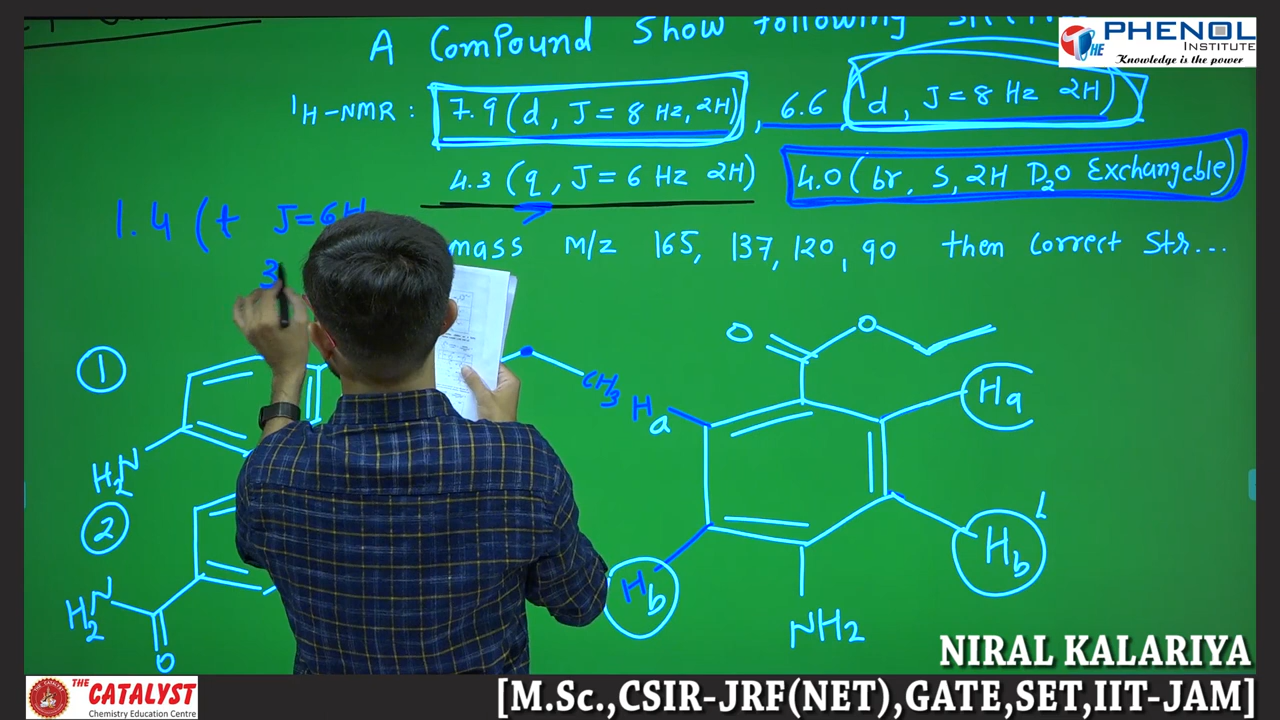 A Compound Show following
THE PHENOL
INSTITUTE
Knowledge is the power
¹H-NMR : 7.9 (d, J = 8 Hz, 2H), 6.6 d, J = 8 Hz 2H)
4.3 (q, J = 6 Hz 2H) 4.0 (br, S, 2H D₂O Exchangeble)
1.4 (t J=6H
3
mass m/z 165, 137, 120, 90 then correct Str...
1
H₂N
CH₃
2
H₂N
O
O O
Ha
Ha
Hb
Hb
NH2
NIRAL KALARIYA
THE CATALYST
Chemistry Education Centre
[M.Sc.,CSIR-JRF(NET),GATE,SET,IIT-JAM]